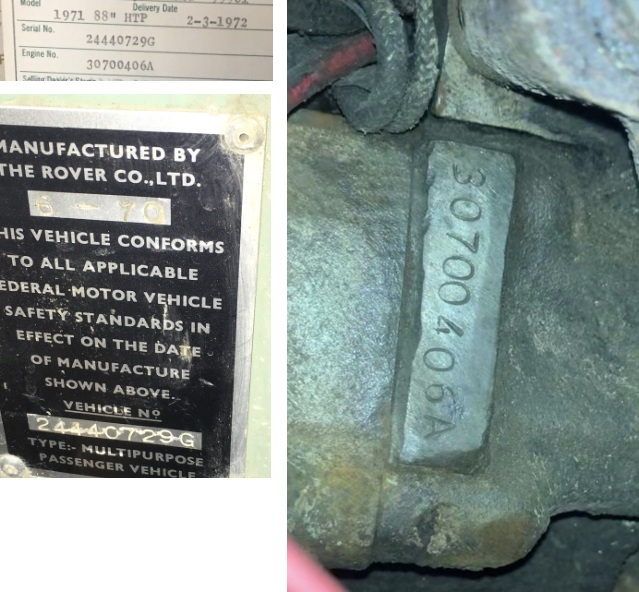 Model
Delivery Date
1971 88" HTP
2-3-1972
Serial No.
24440729G
Engine No.
30700406A
MANUFACTURED BY
THE ROVER CO.,LTD.
6 - 70
THIS VEHICLE CONFORMS
TO ALL APPLICABLE
FEDERAL MOTOR VEHICLE
SAFETY STANDARDS IN
EFFECT ON THE DATE
OF MANUFACTURE
SHOWN ABOVE.
VEHICLE Nº
24440729G
TYPE:- MULTIPURPOSE
PASSENGER VEHICLE
30700406A